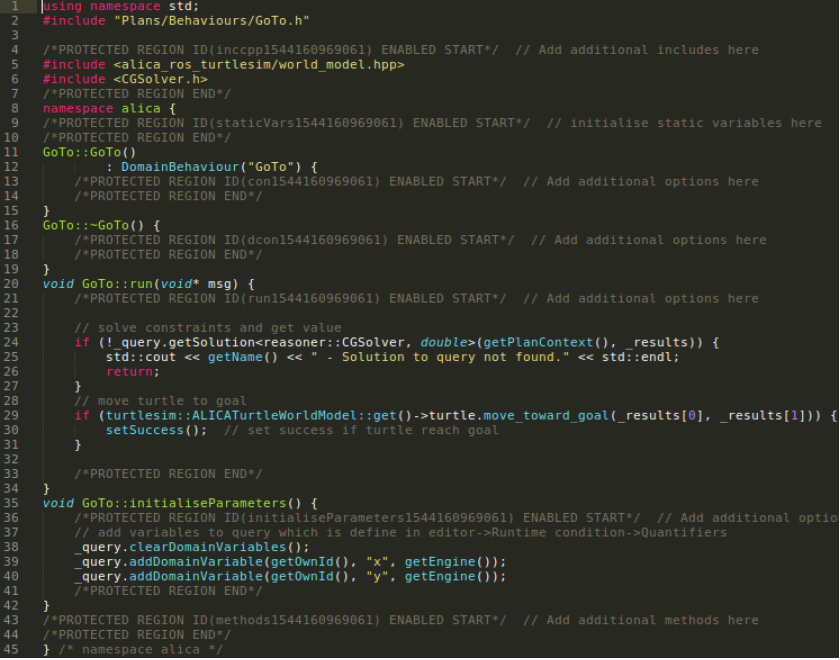 1 using namespace std;
2 #include "Plans/Behaviours/GoTo.h"
3
4 /*PROTECTED REGION ID(inccpp1544160969061) ENABLED START*/  // Add additional includes here
5 #include <alica_ros_turtlesim/world_model.hpp>
6 #include <CGSolver.h>
7 /*PROTECTED REGION END*/
8 namespace alica {
9 /*PROTECTED REGION ID(staticVars1544160969061) ENABLED START*/  // initialise static variables here
10 /*PROTECTED REGION END*/
11 GoTo::GoTo()
12         : DomainBehaviour("GoTo") {
13     /*PROTECTED REGION ID(con1544160969061) ENABLED START*/  // Add additional options here
14     /*PROTECTED REGION END*/
15 }
16 GoTo::~GoTo() {
17     /*PROTECTED REGION ID(dcon1544160969061) ENABLED START*/  // Add additional options here
18     /*PROTECTED REGION END*/
19 }
20 void GoTo::run(void* msg) {
21     /*PROTECTED REGION ID(run1544160969061) ENABLED START*/  // Add additional options here
22
23     // solve constraints and get value
24     if (!_query.getSolution<reasoner::CGSolver, double>(getPlanContext(), _results)) {
25         std::cout << getName() << " - Solution to query not found." << std::endl;
26         return;
27     }
28     // move turtle to goal
29     if (turtlesim::ALICATurtleWorldModel::get()->turtle.move_toward_goal(_results[0], _results[1])) {
30         setSuccess();  // set success if turtle reach goal
31     }
32
33     /*PROTECTED REGION END*/
34 }
35 void GoTo::initialiseParameters() {
36     /*PROTECTED REGION ID(initialiseParameters1544160969061) ENABLED START*/  // Add additional optio
37     // add variables to query which is define in editor->Runtime condition->Quantifiers
38     _query.clearDomainVariables();
39     _query.addDomainVariable(getOwnId(), "x", getEngine());
40     _query.addDomainVariable(getOwnId(), "y", getEngine());
41     /*PROTECTED REGION END*/
42 }
43 /*PROTECTED REGION ID(methods1544160969061) ENABLED START*/  // Add additional methods here
44 /*PROTECTED REGION END*/
45 } /* namespace alica */